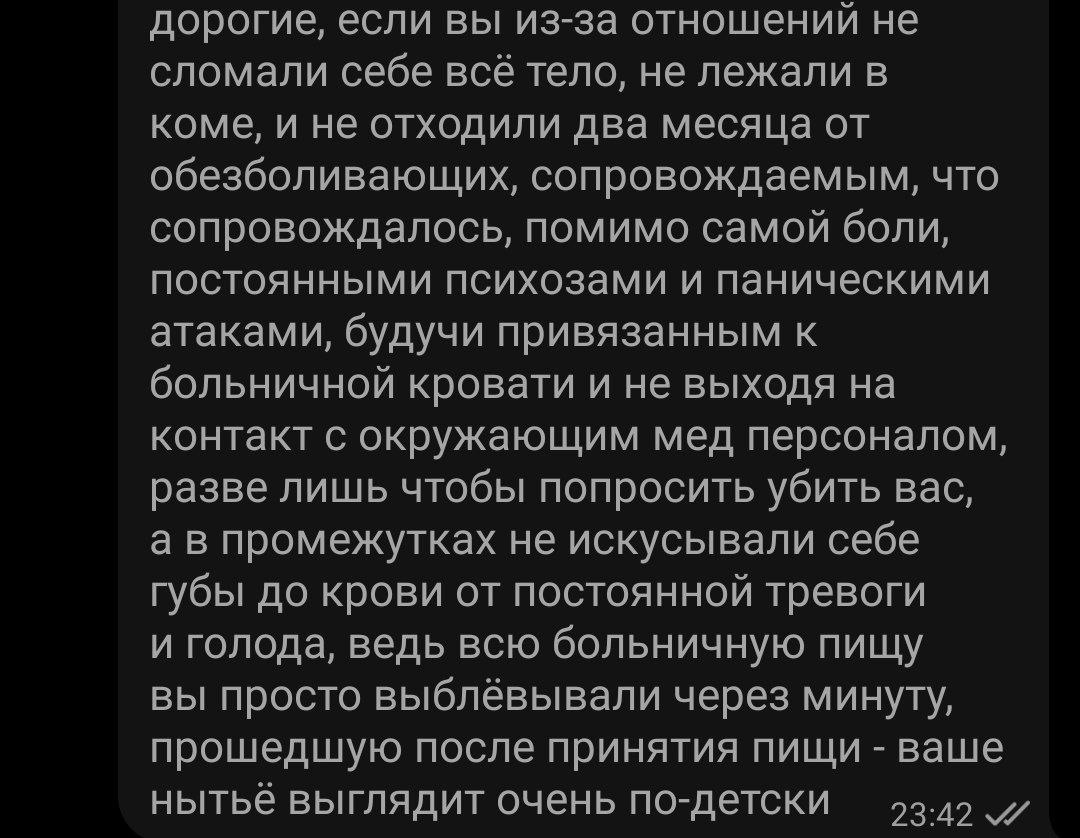 дорогие, если вы из-за отношений не
сломали себе всё тело, не лежали в
коме, и не отходили два месяца от
обезболивающих, сопровождаемым, что
сопровождалось, помимо самой боли,
постоянными психозами и паническими
атаками, будучи привязанным к
больничной кровати и не выходя на
контакт с окружающим мед персоналом,
разве лишь чтобы попросить убить вас,
а в промежутках не искусывали себе
губы до крови от постоянной тревоги
и голода, ведь всю больничную пищу
вы просто выблёвывали через минуту,
прошедшую после принятия пищи - ваше
нытьё выглядит очень по-детски
23:42